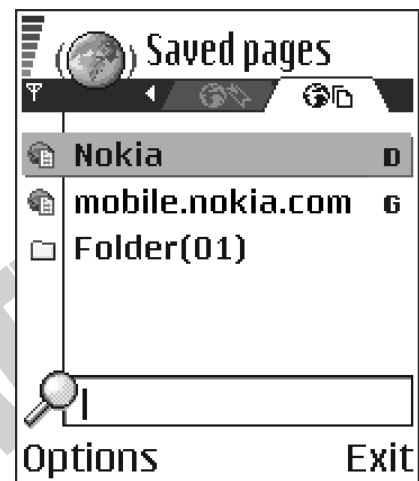 Saved pages
Nokia D
mobile.nokia.com G
Folder(01)
Options Exit